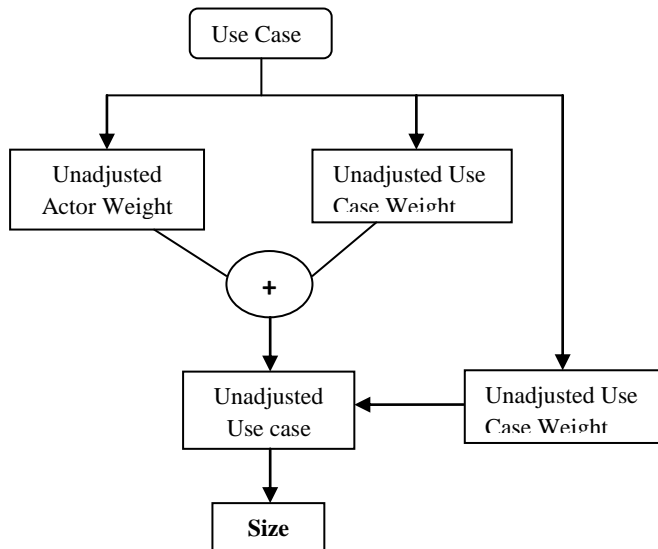 Use Case
Unadjusted
Actor Weight
Unadjusted Use
Case Weight
+
Unadjusted
Use case
Unadjusted Use
Case Weight
Size